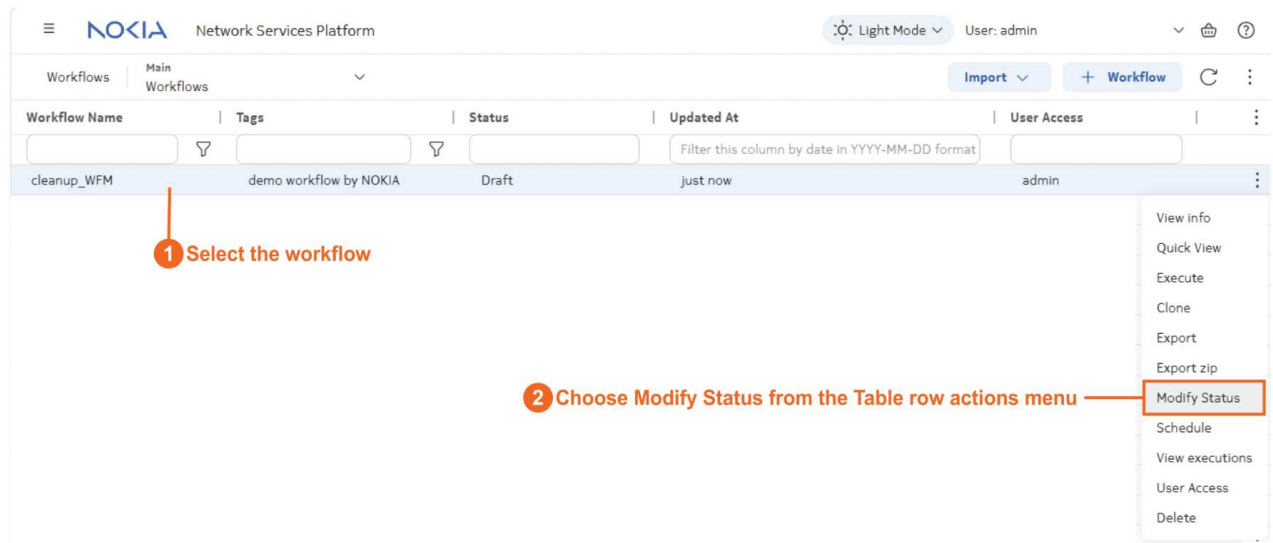 NOKIA Network Services Platform Light Mode User: admin
Workflows Main Workflows Import + Workflow
Workflow Name Tags Status Updated At User Access
Filter this column by date in YYYY-MM-DD format
cleanup_WFM demo workflow by NOKIA Draft just now admin
View info
1 Select the workflow
Quick View
Execute
Clone
Export
Export zip
2 Choose Modify Status from the Table row actions menu
Modify Status
Schedule
View executions
User Access
Delete